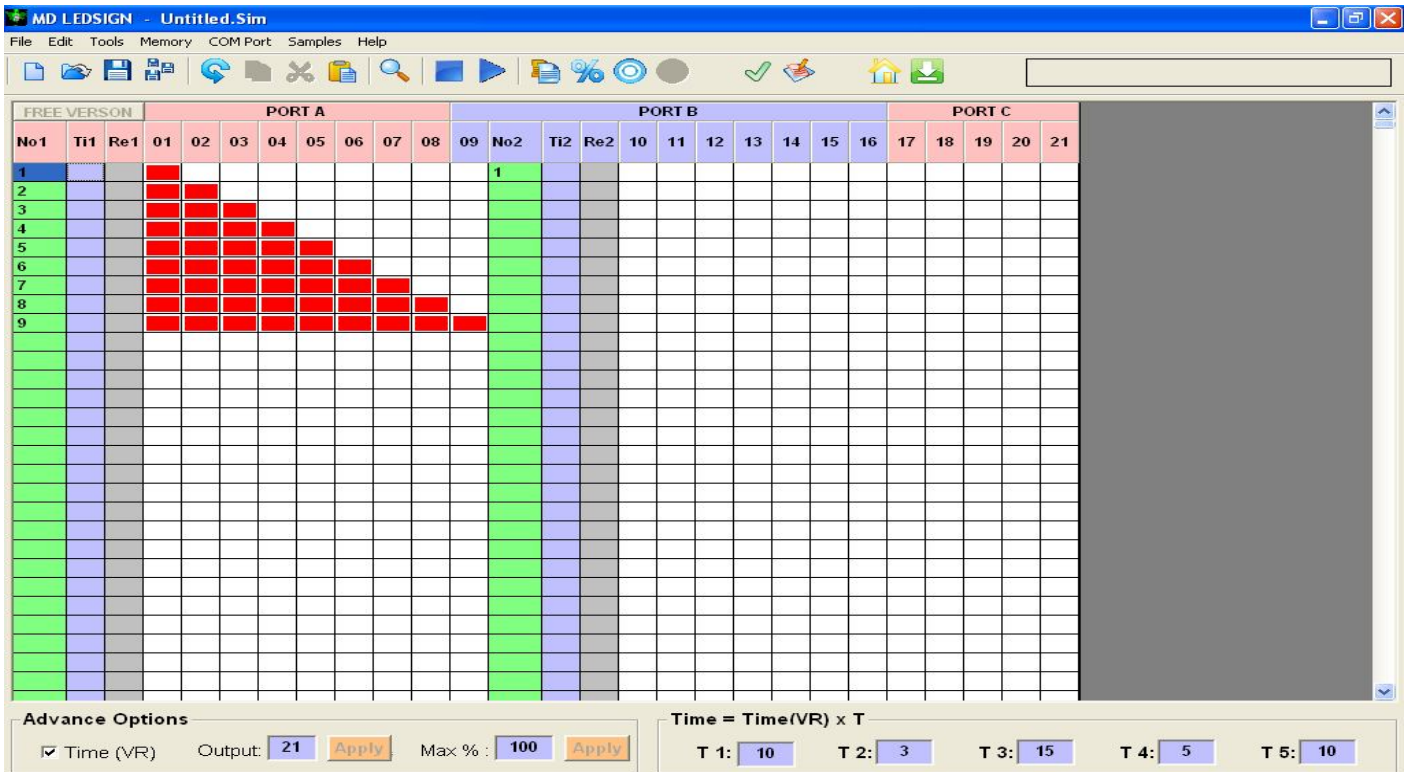 MD LEDSIGN - Untitled.Sim
File Edit Tools Memory COM Port Samples Help
FREE VERSON PORT A PORT B PORT C
No1 Ti1 Re1 01 02 03 04 05 06 07 08 09 No2 Ti2 Re2 10 11 12 13 14 15 16 17 18 19 20 21
1 1
2
3
4
5
6
7
8
9
Advance Options Time = Time(VR) x T
Time (VR) Output: 21 Apply Max % : 100 Apply T 1: 10 T 2: 3 T 3: 15 T 4: 5 T 5: 10